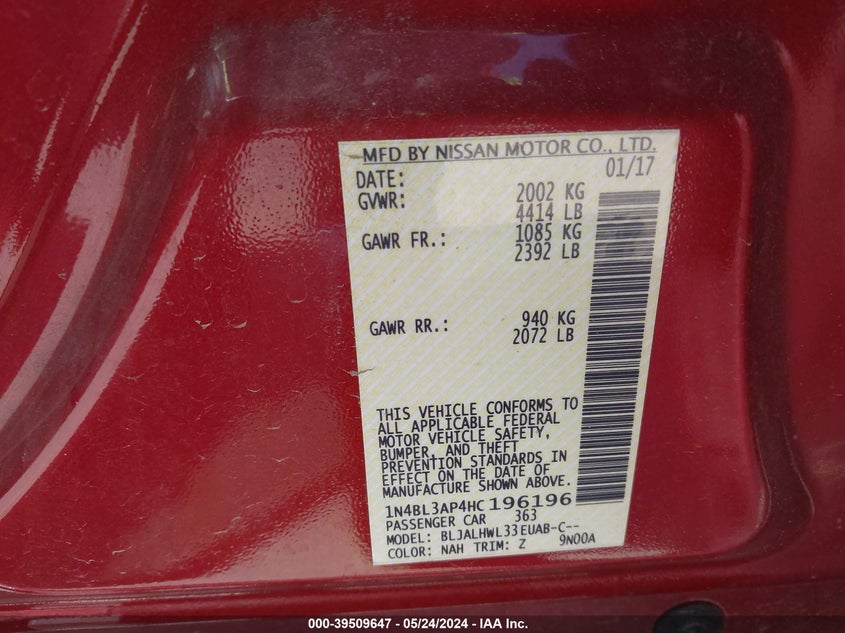 MFD BY NISSAN MOTOR CO., LTD.
DATE: 01/17
GVWR: 2002 KG
4414 LB
GAWR FR.: 1085 KG
2392 LB
GAWR RR.: 940 KG
2072 LB
THIS VEHICLE CONFORMS TO
ALL APPLICABLE FEDERAL
MOTOR VEHICLE SAFETY,
BUMPER, AND THEFT
PREVENTION STANDARDS IN
EFFECT ON THE DATE OF
MANUFACTURE SHOWN ABOVE.
1N4BL3AP4HC196196
PASSENGER CAR 363
MODEL: BLJALHWL33EUAB-C--
COLOR: NAH TRIM: Z 9N00A
000-39509647 - 05/24/2024 - IAA Inc.